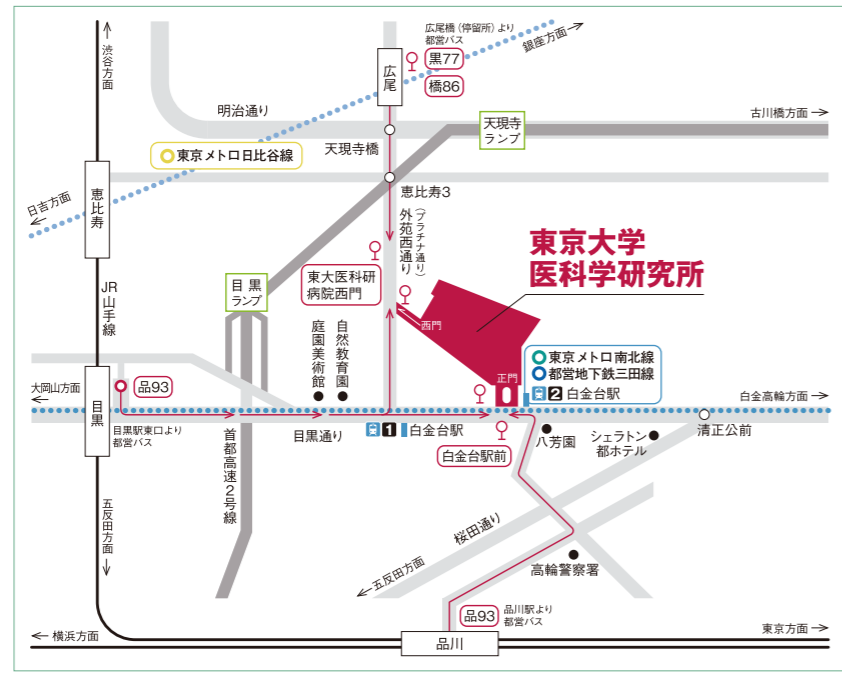 渋谷方面
広尾橋（停留所）より
都営バス
銀座方面
黒77
橋86
広尾
明治通り
古川橋方面
天現寺
ランプ
天現寺橋
東京メトロ日比谷線
恵比寿
日吉方面
恵比寿3
外苑西通り
（プラチナ通り）
東京大学
医科学研究所
東大医科研
病院西門
目黒
ランプ
JR
山手線
西門
庭園美術館
自然教育園
東京メトロ南北線
都営地下鉄三田線
2 白金台駅
正門
大岡山方面
品93
白金高輪方面
目黒
目黒駅東口より
都営バス
首都高速2号線
目黒通り
1 白金台駅
白金台駅前
八芳園
シェラトン
都ホテル
清正公前
五反田方面
桜田通り
五反田方面
高輪警察署
品93
品川駅より
都営バス
横浜方面
品川
東京方面